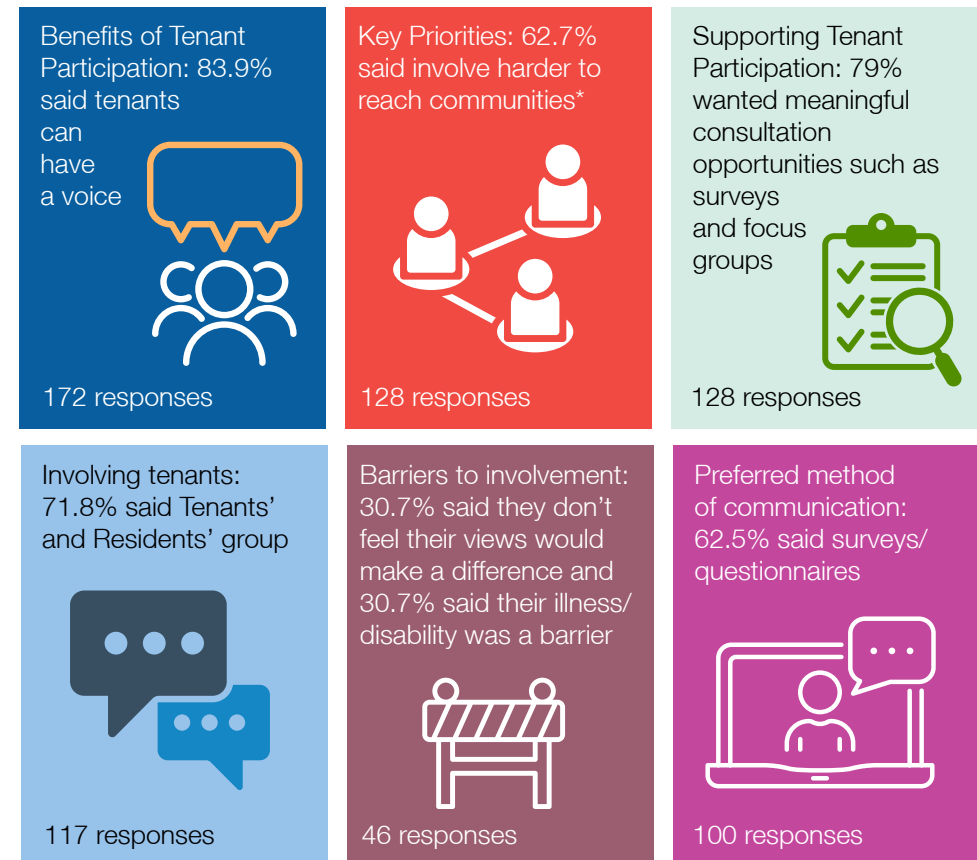 Benefits of Tenant
Participation: 83.9%
said tenants
can
have
a voice
172 responses
Key Priorities: 62.7%
said involve harder to
reach communities*
128 responses
Supporting Tenant
Participation: 79%
wanted meaningful
consultation
opportunities such as
surveys
and focus
groups
128 responses
Involving tenants:
71.8% said Tenants’
and Residents’ group
117 responses
Barriers to involvement:
30.7% said they don’t
feel their views would
make a difference and
30.7% said their illness/
disability was a barrier
46 responses
Preferred method
of communication:
62.5% said surveys/
questionnaires
100 responses